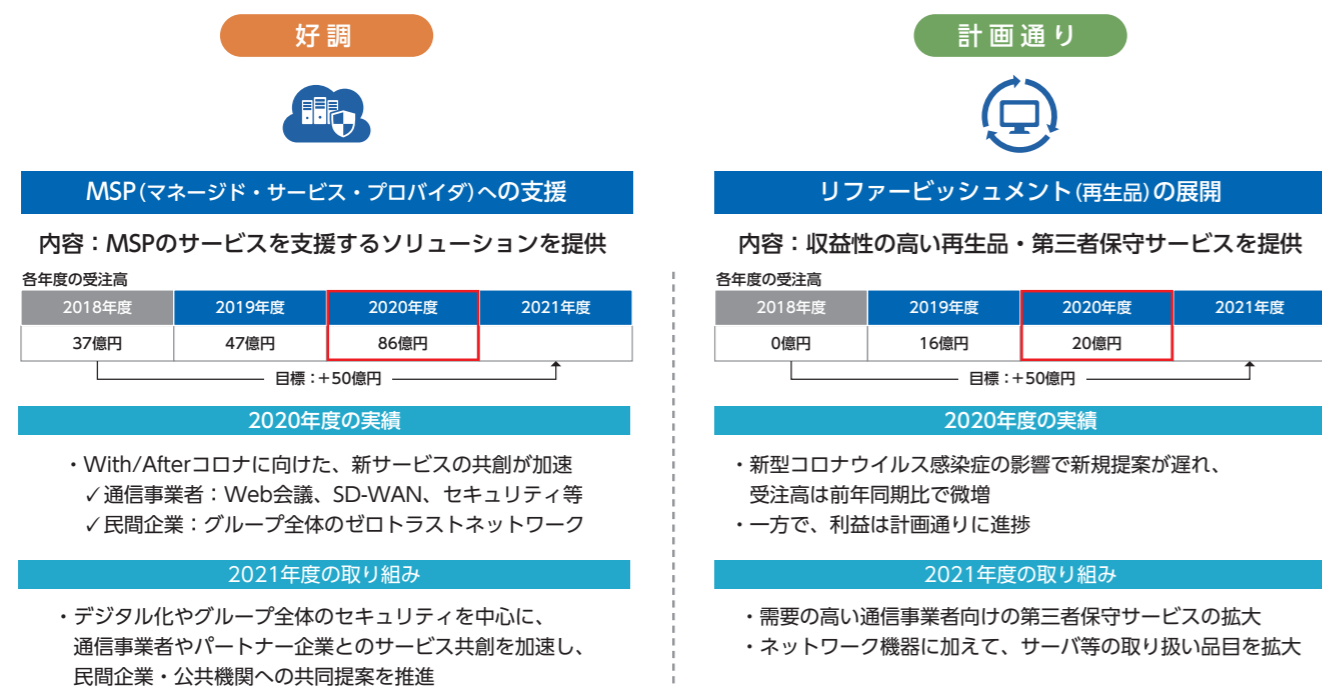 好調
MSP(マネージド・サービス・プロバイダ)への支援
内容：MSPのサービスを支援するソリューションを提供
各年度の受注高
2018年度 2019年度 2020年度 2021年度
37億円 47億円 86億円
目標：+50億円
2020年度の実績
・With/Afterコロナに向けた、新サービスの共創が加速
✓通信事業者：Web会議、SD-WAN、セキュリティ等
✓民間企業：グループ全体のゼロトラストネットワーク
2021年度の取り組み
・デジタル化やグループ全体のセキュリティを中心に、
通信事業者やパートナー企業とのサービス共創を加速し、
民間企業・公共機関への共同提案を推進
計画通り
リファービッシュメント(再生品)の展開
内容：収益性の高い再生品・第三者保守サービスを提供
各年度の受注高
2018年度 2019年度 2020年度 2021年度
0億円 16億円 20億円
目標：+50億円
2020年度の実績
・新型コロナウイルス感染症の影響で新規提案が遅れ、
受注高は前年同期比で微増
・一方で、利益は計画通りに進捗
2021年度の取り組み
・需要の高い通信事業者向けの第三者保守サービスの拡大
・ネットワーク機器に加えて、サーバ等の取り扱い品目を拡大